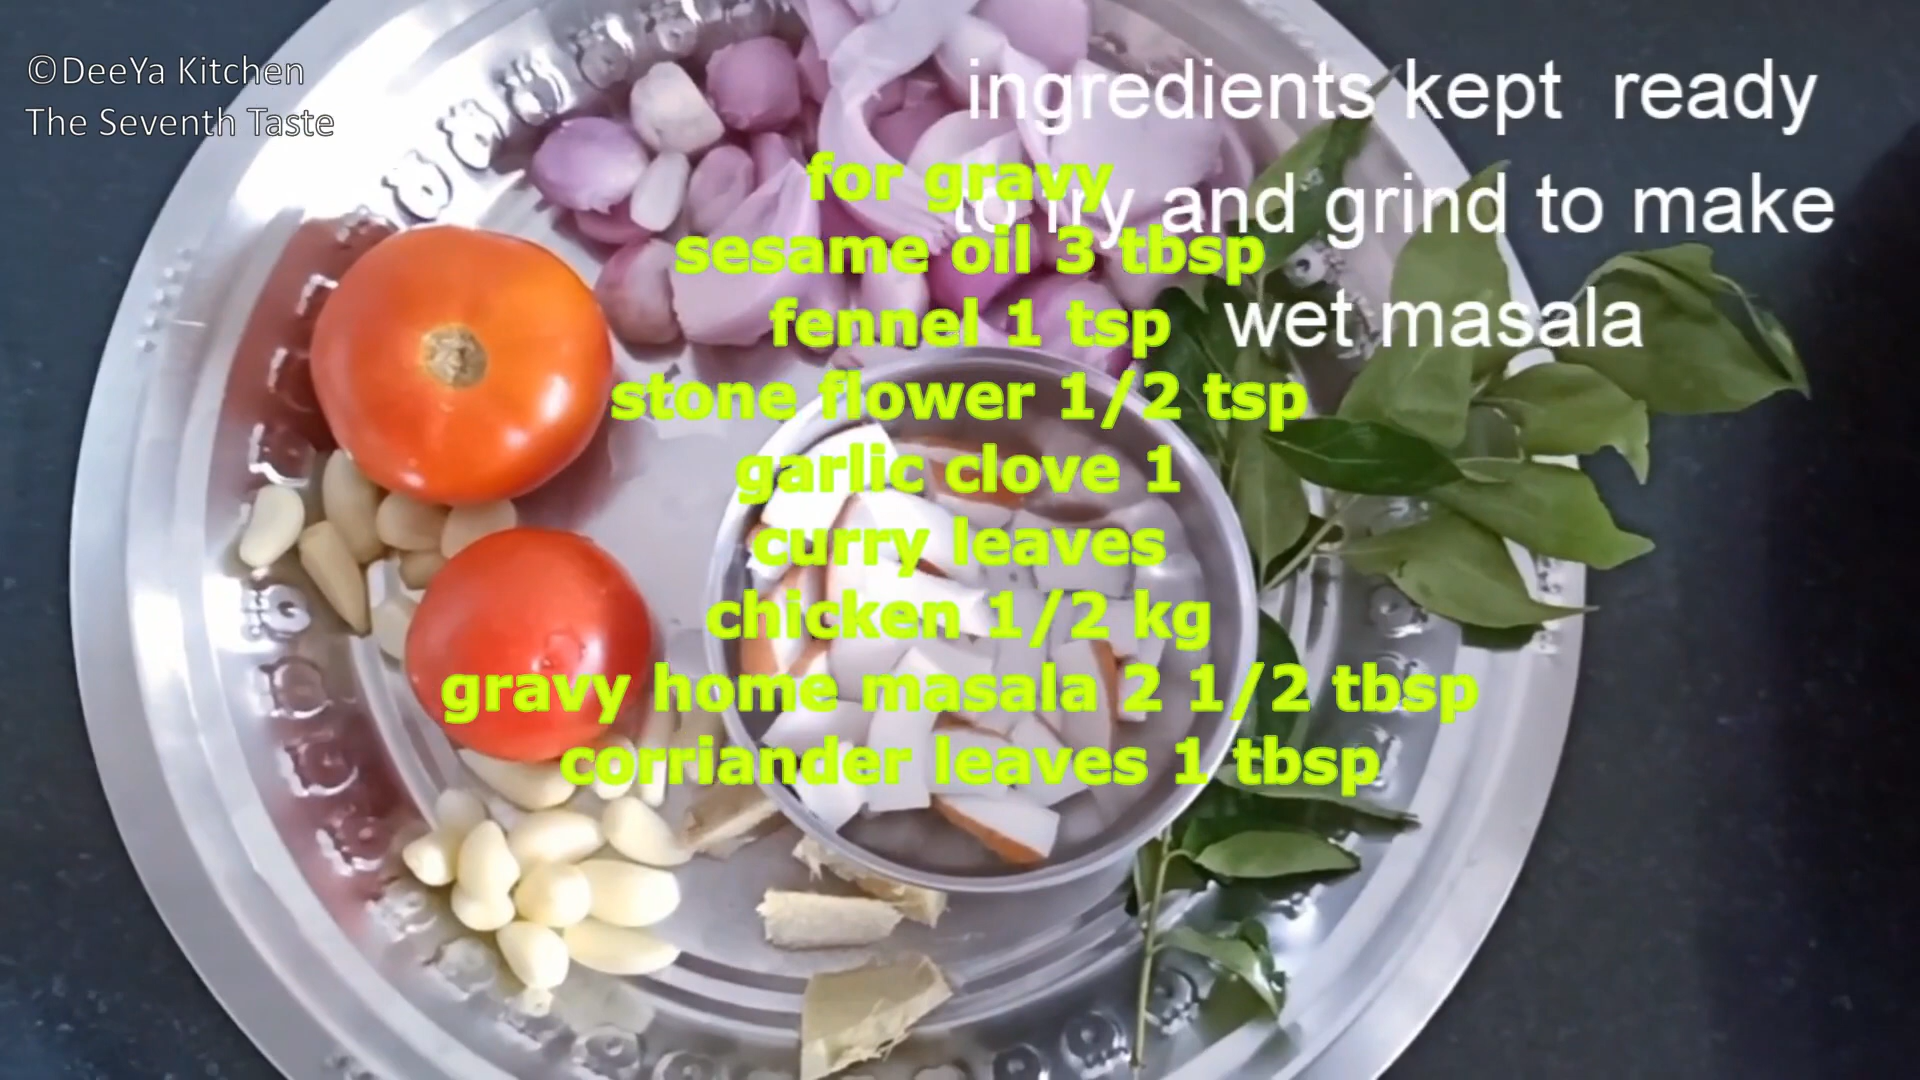 ©DeeYa Kitchen
The Seventh Taste
ingredients kept ready
to fry and grind to make
wet masala
for gravy
sesame oil 3 tbsp
fennel 1 tsp
stone flower 1/2 tsp
garlic clove 1
curry leaves
chicken 1/2 kg
gravy home masala 2 1/2 tbsp
corriander leaves 1 tbsp